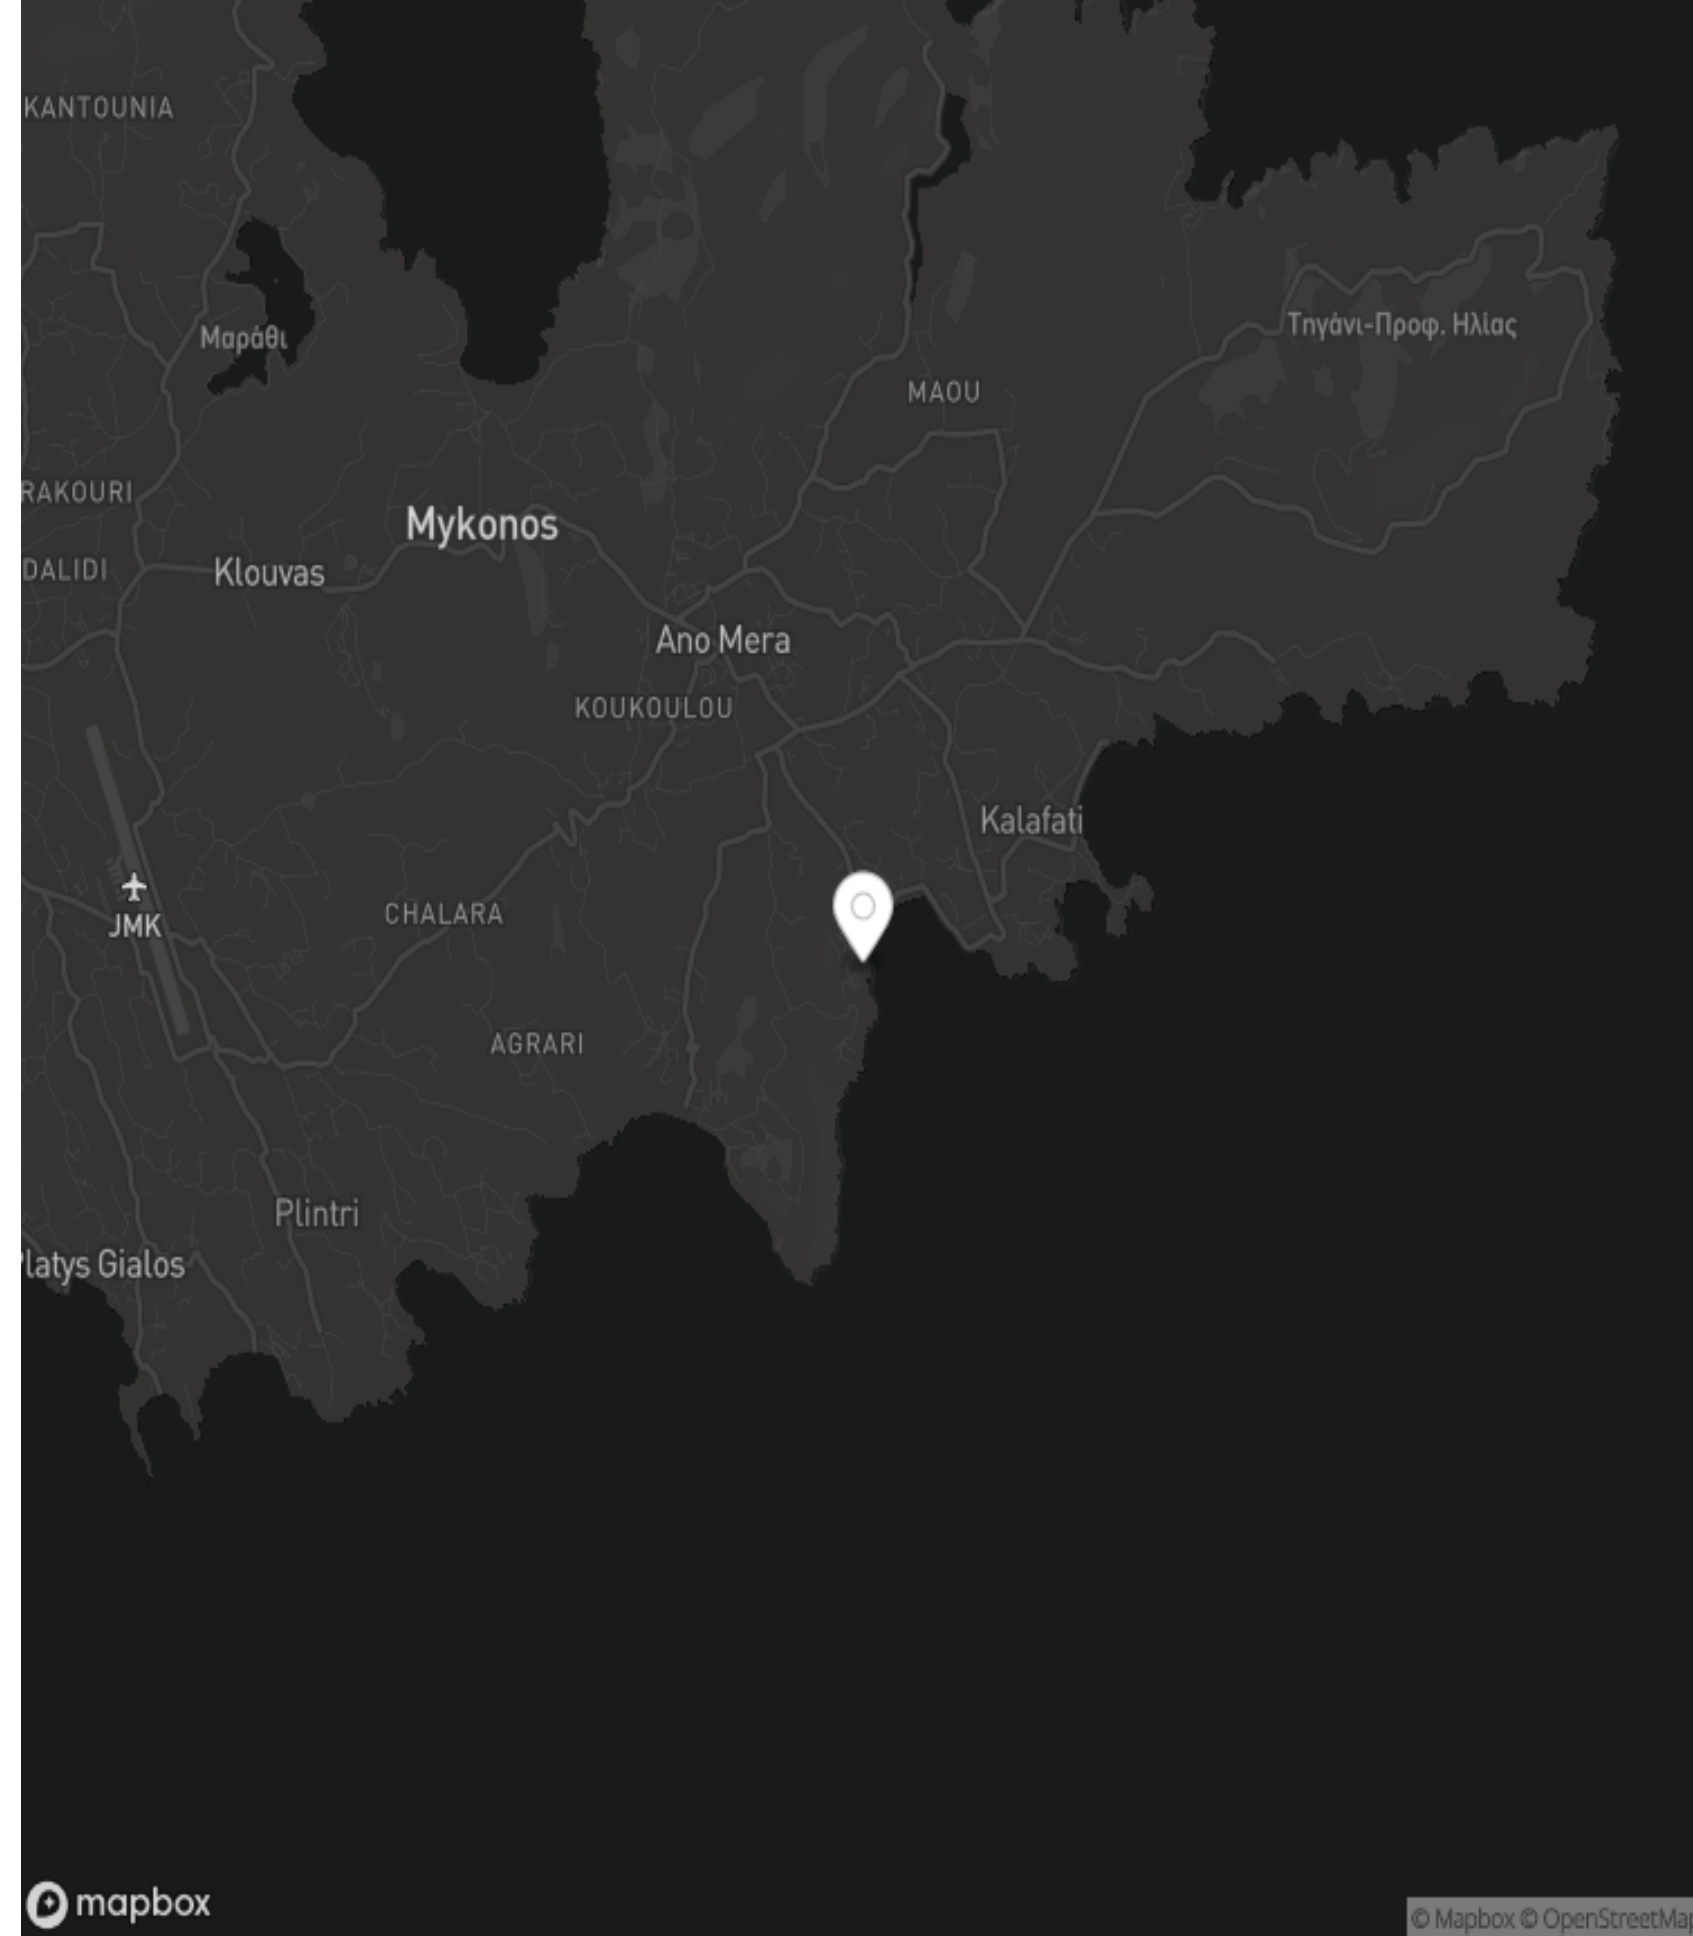 KANTOUNIA
Μαράθι
Τηγάνι-Προφ. Ηλίας
MAOU
RAKOURI
Mykonos
DALIDI
Klouvas
Ano Mera
KOUKOULOU
Kalafati
JMK
CHALARA
AGRARI
Plintri
latys Gialos
mapbox
© Mapbox © OpenStreetMap